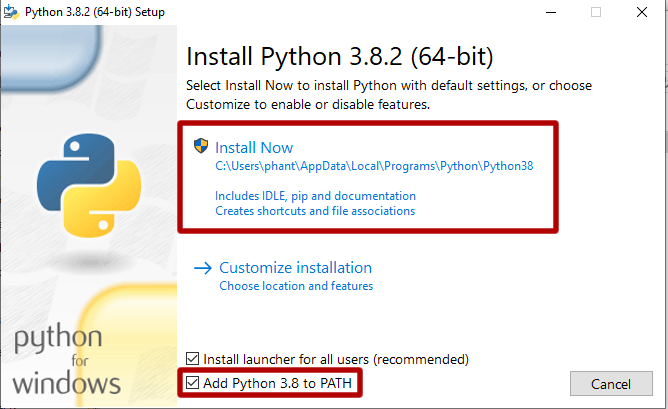 Python 3.8.2 (64-bit) Setup
Install Python 3.8.2 (64-bit)
Select Install Now to install Python with default settings, or choose
Customize to enable or disable features.
Install Now
C:\Users\phant\AppData\Local\Programs\Python\Python38
Includes IDLE, pip and documentation
Creates shortcuts and file associations
Customize installation
Choose location and features
python
for
windows
Install launcher for all users (recommended)
Add Python 3.8 to PATH
Cancel